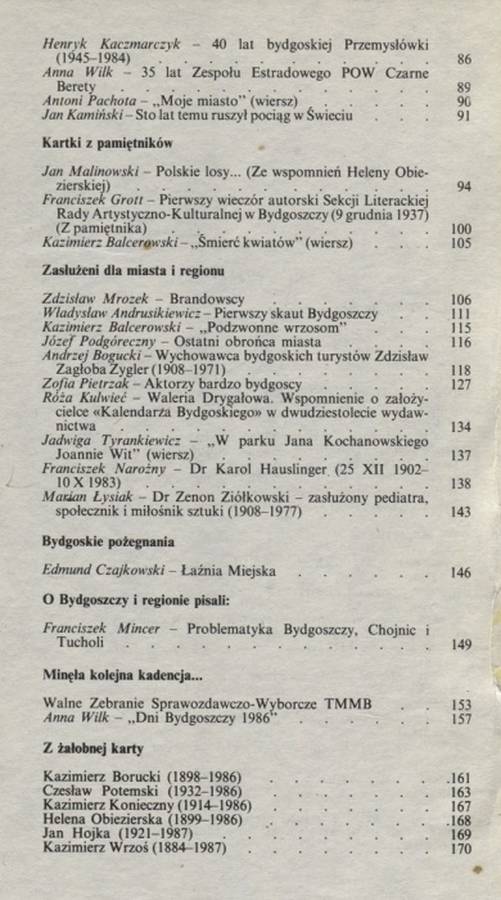 Henryk Kaczmarczyk – 40 lat bydgoskiej Przemysłówki
(1945–1984) . . . . . . . . . . 86
Anna Wilk – 35 lat Zespołu Estradowego POW Czarne
Berety . . . . . . . . . . 89
Antoni Pachota – „Moje miasto” (wiersz) . . . . . 90
Jan Kamiński – Sto lat temu ruszył pociąg w Świeciu . . . 91
Kartki z pamiętników
Jan Malinowski – Polskie losy... (Ze wspomnień Heleny Obie-
zierskiej) . . . . . . . . . . 94
Franciszek Grott – Pierwszy wieczór autorski Sekcji Literackiej
Rady Artystyczno-Kulturalnej w Bydgoszczy (9 grudnia 1937)
(Z pamiętnika) . . . . . . . . . 100
Kazimierz Balcerowski – „Śmierć kwiatów” (wiersz) . . . 105
Zasłużeni dla miasta i regionu
Zdzisław Mrozek – Brandowscy . . . . . . 106
Władysław Andrusikiewicz – Pierwszy skaut Bydgoszczy . . 111
Kazimierz Balcerowski – „Podzwonne wrzosom” . . . 115
Józef Podgóreczny – Ostatni obrońca miasta . . . . 116
Andrzej Bogucki – Wychowawca bydgoskich turystów Zdzisław
Zagłoba Zygler (1908–1971) . . . . . . . 118
Zofia Pietrzak – Aktorzy bardzo bydgoscy . . . . 127
Róża Kulwieć – Waleria Drygałowa. Wspomnienie o założy-
cielce «Kalendarza Bydgoskiego» w dwudziestolecie wydaw-
nictwa . . . . . . . . . . 134
Jadwiga Tyrankiewicz – „W parku Jana Kochanowskiego
Joannie Wit” (wiersz) . . . . . . . . 137
Franciszek Narożny – Dr Karol Hauslinger (25 XII 1902–
10 X 1983) . . . . . . . . . . 138
Marian Łysiak – Dr Zenon Ziółkowski – zasłużony pediatra,
społecznik i miłośnik sztuki (1908–1977) . . . . . 143
Bydgoskie pożegnania
Edmund Czajkowski – Łaźnia Miejska . . . . . . 146
O Bydgoszczy i regionie pisali:
Franciszek Mincer – Problematyka Bydgoszczy, Chojnic i
Tucholi . . . . . . . . . . 149
Minęła kolejna kadencja...
Walne Zebranie Sprawozdawczo-Wyborcze TMMB . . 153
Anna Wilk – „Dni Bydgoszczy 1986” . . . . . 157
Z żałobnej karty
Kazimierz Borucki (1898–1986) . . . . . . . 161
Czesław Potemski (1932–1986) . . . . . . . 163
Kazimierz Konieczny (1914–1986) . . . . . . 167
Helena Obiezierska (1899–1986) . . . . . . . 168
Jan Hojka (1921–1987) . . . . . . . . 169
Kazimierz Wrzoś (1884–1987) . . . . . . . 170